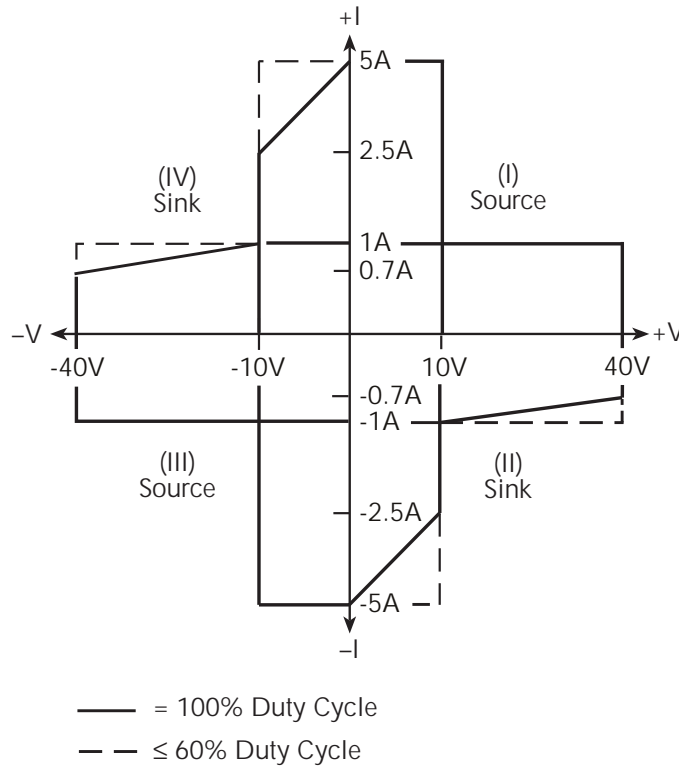 +I
5A
2.5A
(IV)
Sink
(I)
Source
1A
0.7A
–V
+V
-40V
-10V
10V
40V
-0.7A
-1A
(III)
Source
(II)
Sink
-2.5A
-5A
–I
= 100% Duty Cycle
≤ 60% Duty Cycle